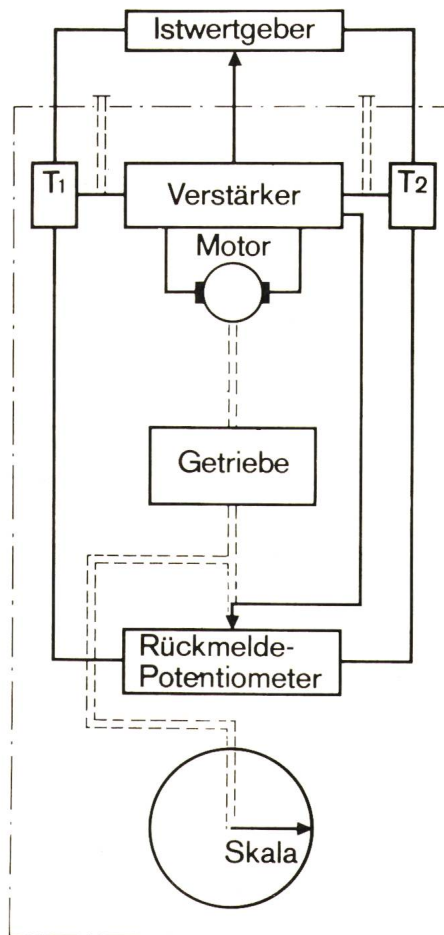 Istwertgeber
T1
Verstärker
T2
Motor
Getriebe
Rückmelde-
Potentiometer
Skala